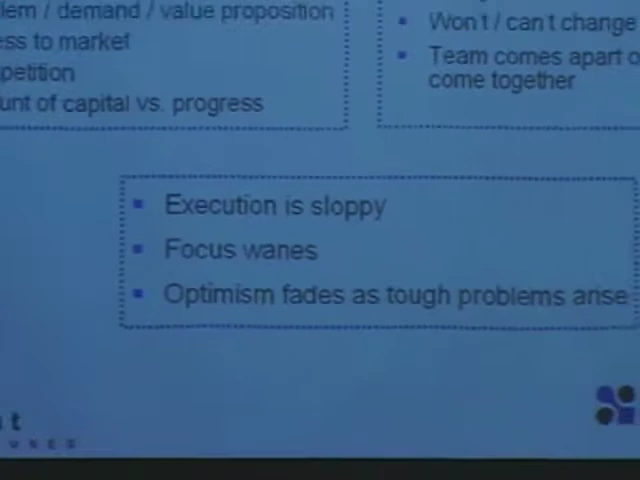 lem / demand / value proposition
ess to market
petition
unt of capital vs. progress
Won't / can't change
Team comes apart o
come together
Execution is sloppy
Focus wanes
Optimism fades as tough problems arise
t